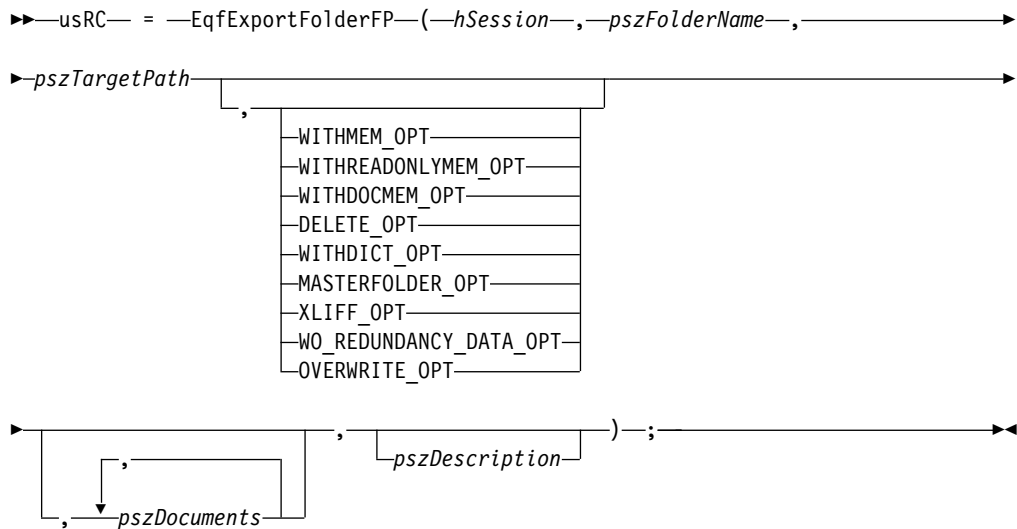 usRC = EqfExportFolderFP ( hSession , pszFolderName ,
pszTargetPath
,
WITHMEM_OPT
WITHREADONLYMEM_OPT
WITHDOCMEM_OPT
DELETE_OPT
WITHDICT_OPT
MASTERFOLDER_OPT
XLIFF_OPT
WO_REDUNDANCY_DATA_OPT
OVERWRITE_OPT
, ) ;
, pszDescription
, pszDocuments